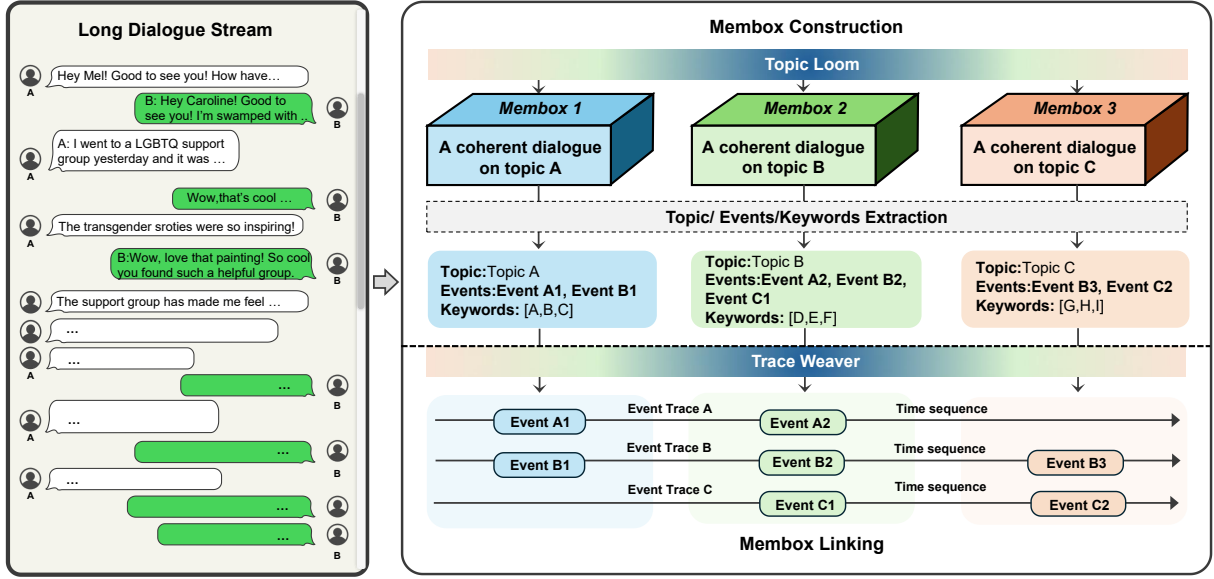 Long Dialogue Stream
Hey Mel! Good to see you! How have…
A
B: Hey Caroline! Good to
see you! I'm swamped with ..
B
A: I went to a LGBTQ support
group yesterday and it was …
A
Wow,that's cool …
B
The transgender sroties were so inspiring!
A
B:Wow, love that painting! So cool
you found such a helpful group.
B
The support group has made me feel …
A
...
A
...
A
...
B
...
A
...
B
...
A
...
B
...
B
Membox Construction
Topic Loom
Membox 1
A coherent dialogue
on topic A
Membox 2
A coherent dialogue
on topic B
Membox 3
A coherent dialogue
on topic C
Topic/ Events/Keywords Extraction
Topic:Topic A
Events:Event A1, Event B1
Keywords: [A,B,C]
Topic:Topic B
Events:Event A2, Event B2,
Event C1
Keywords: [D,E,F]
Topic:Topic C
Events:Event B3, Event C2
Keywords: [G,H,I]
Trace Weaver
Event A1
Event Trace A
Event A2
Time sequence
Event B1
Event Trace B
Event B2
Time sequence
Event B3
Event Trace C
Event C1
Time sequence
Event C2
Membox Linking